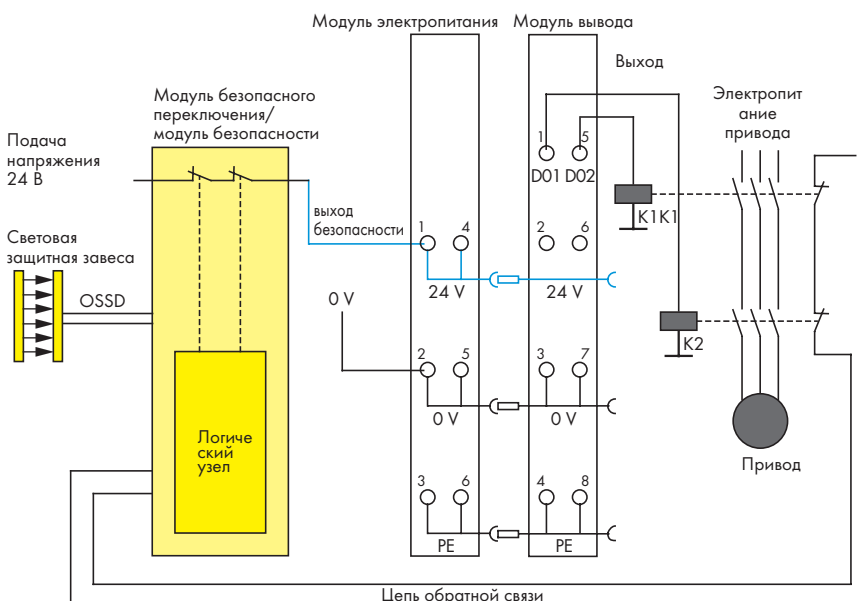 Модуль электропитания
Модуль вывода
Выход
Модуль безопасного
переключения/
модуль безопасности
Электропит
ание
привода
Подача
напряжения
24 В
1
5
D01 D02
K1K1
выход
безопасности
1
4
2
6
Световая
защитная завеса
OSSD
0 V
24 V
24 V
K2
2
5
3
7
0 V
0 V
Логиче
ский
узел
Привод
3
6
4
8
PE
PE
Цепь обратной связи